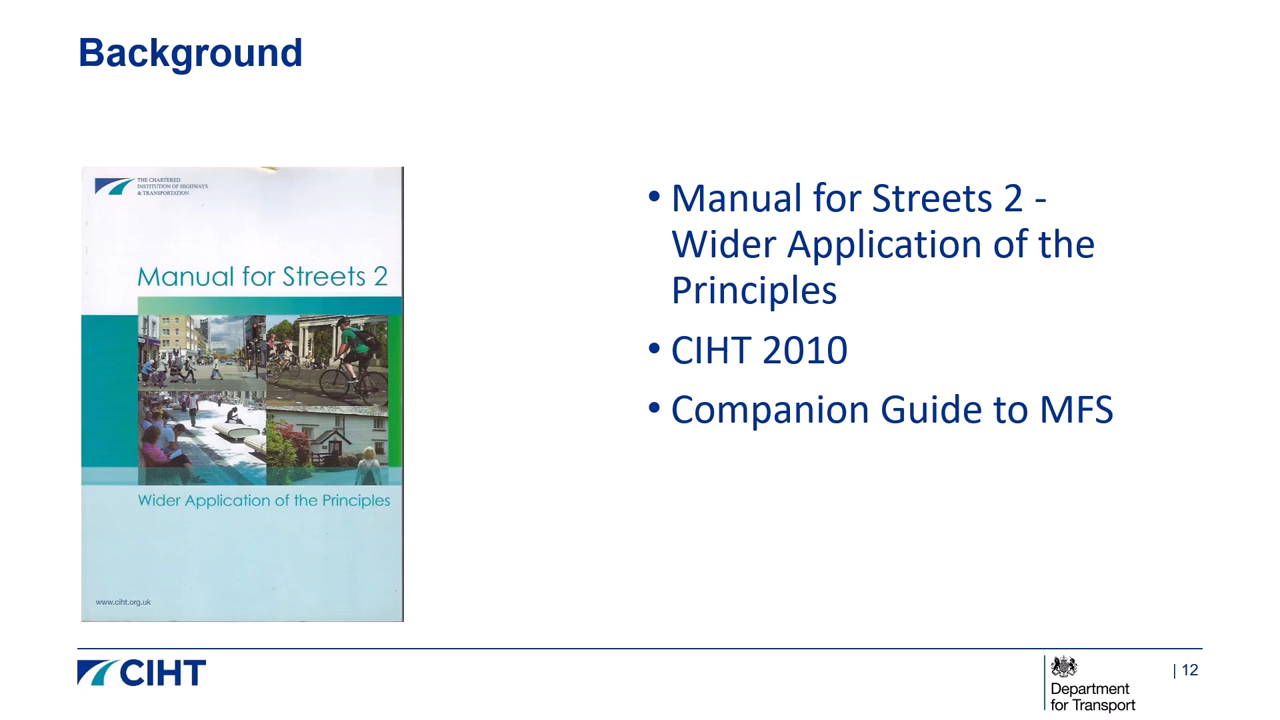 Background
THE CHARTERED
INSTITUTION OF HIGHWAYS
& TRANSPORTATION
Manual for Streets 2
Wider Application of the Principles
www.ciht.org.uk
• Manual for Streets 2 -
Wider Application of the
Principles
• CIHT 2010
• Companion Guide to MFS
CIHT
Department
for Transport
| 12